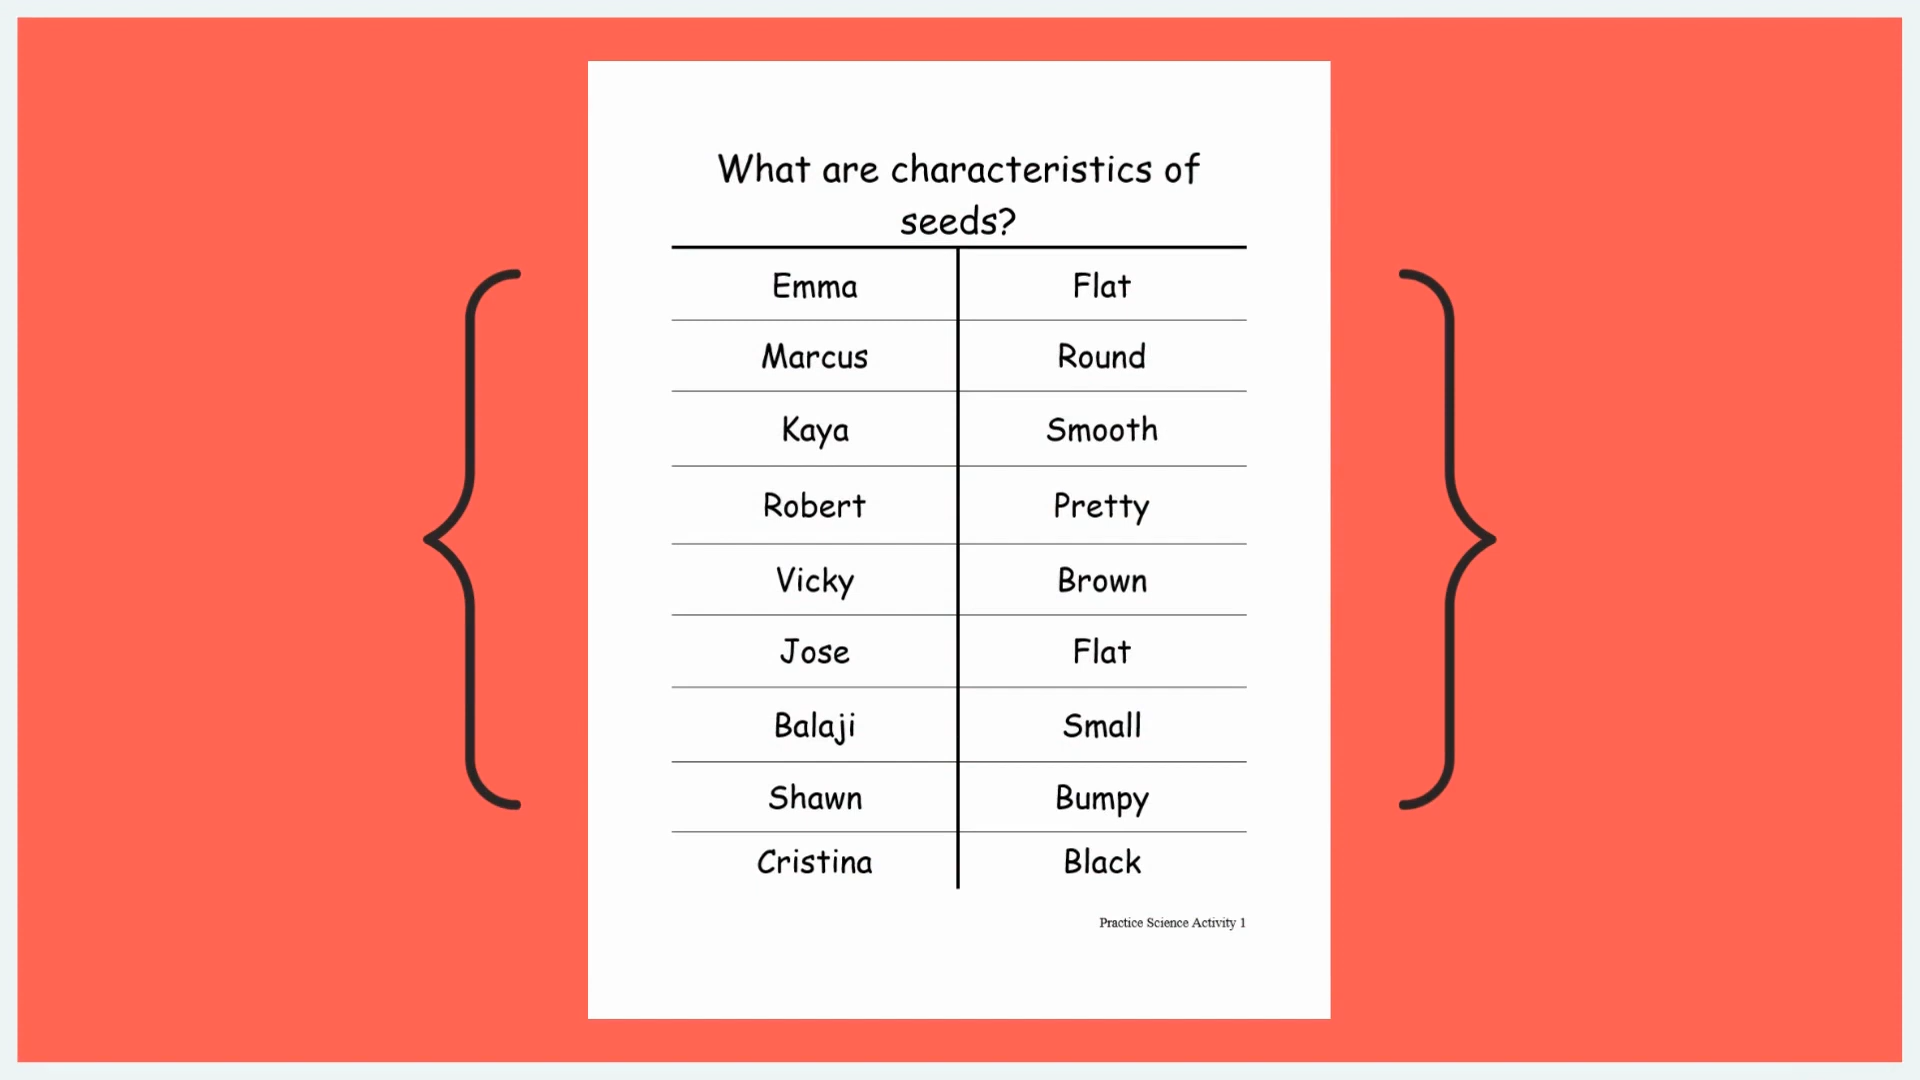 What are characteristics of
seeds?
Emma Flat
Marcus Round
Kaya Smooth
Robert Pretty
Vicky Brown
Jose Flat
Balaji Small
Shawn Bumpy
Cristina Black
Practice Science Activity 1